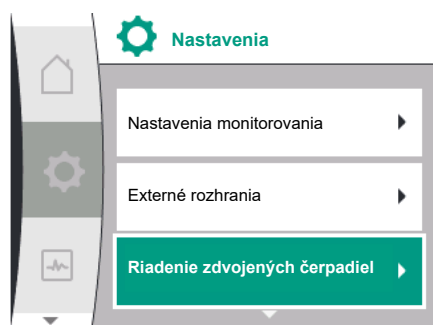 Nastavenia
Nastavenia monitorovania
Externé rozhrania
Riadenie zdvojených čerpadiel